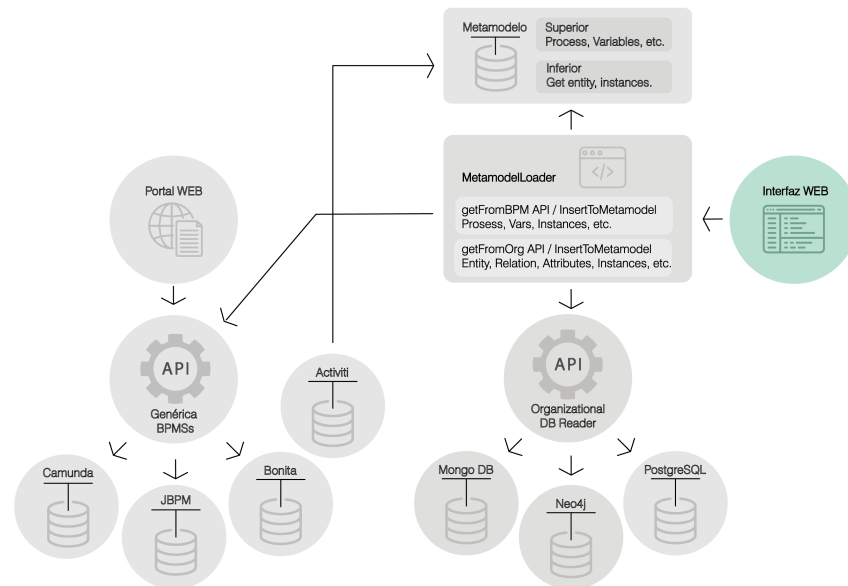 Metamodelo
Superior
Process, Variables, etc.
Inferior
Get entity, instances.
MetamodelLoader
</>
getFromBPM API / InsertToMetamodel
Prosess, Vars, Instances, etc.
getFromOrg API / InsertToMetamodel
Entity, Relation, Attributes, Instances, etc.
Portal WEB
Interfaz WEB
API
Genérica
BPMSs
Activiti
API
Organizational
DB Reader
Camunda
JBPM
Bonita
Mongo DB
Neo4j
PostgreSQL